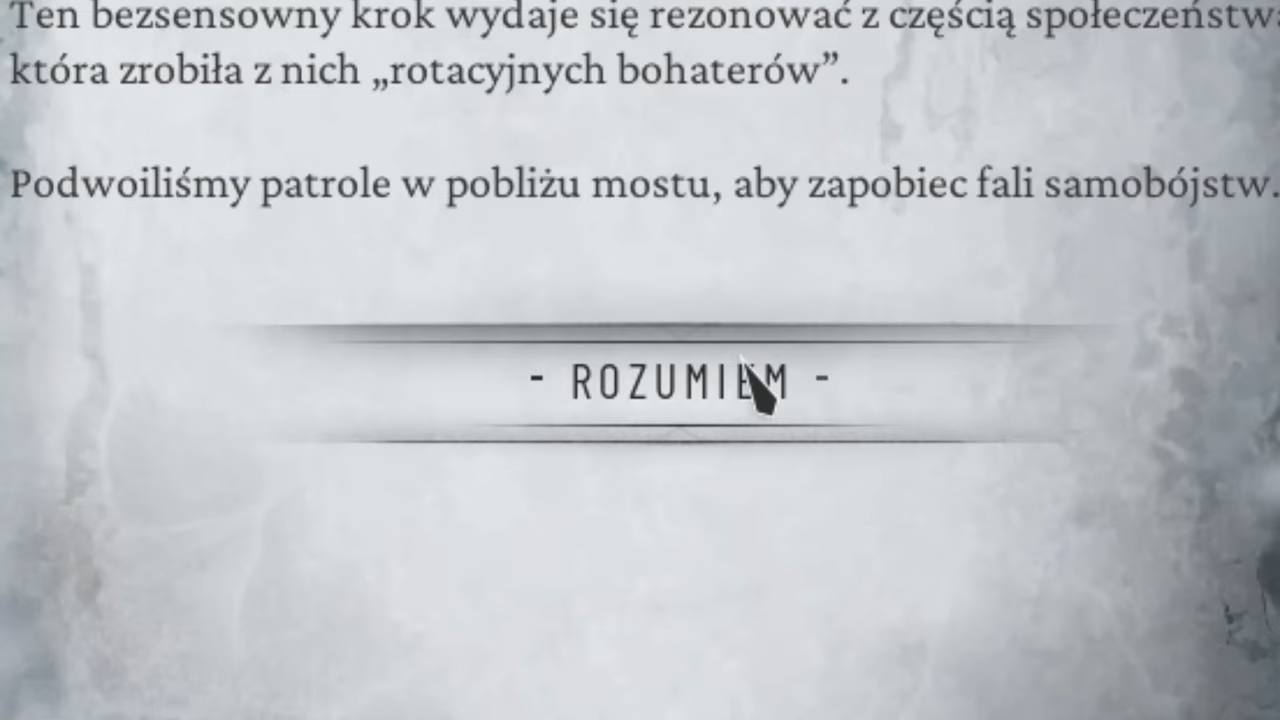 Ten bezsensowny krok wydaje się rezonować z częścią społeczeństwa
która zrobiła z nich „rotacyjnych bohaterów”.
Podwoiliśmy patrole w pobliżu mostu, aby zapobiec fali samobójstw.
- ROZUMIEM -